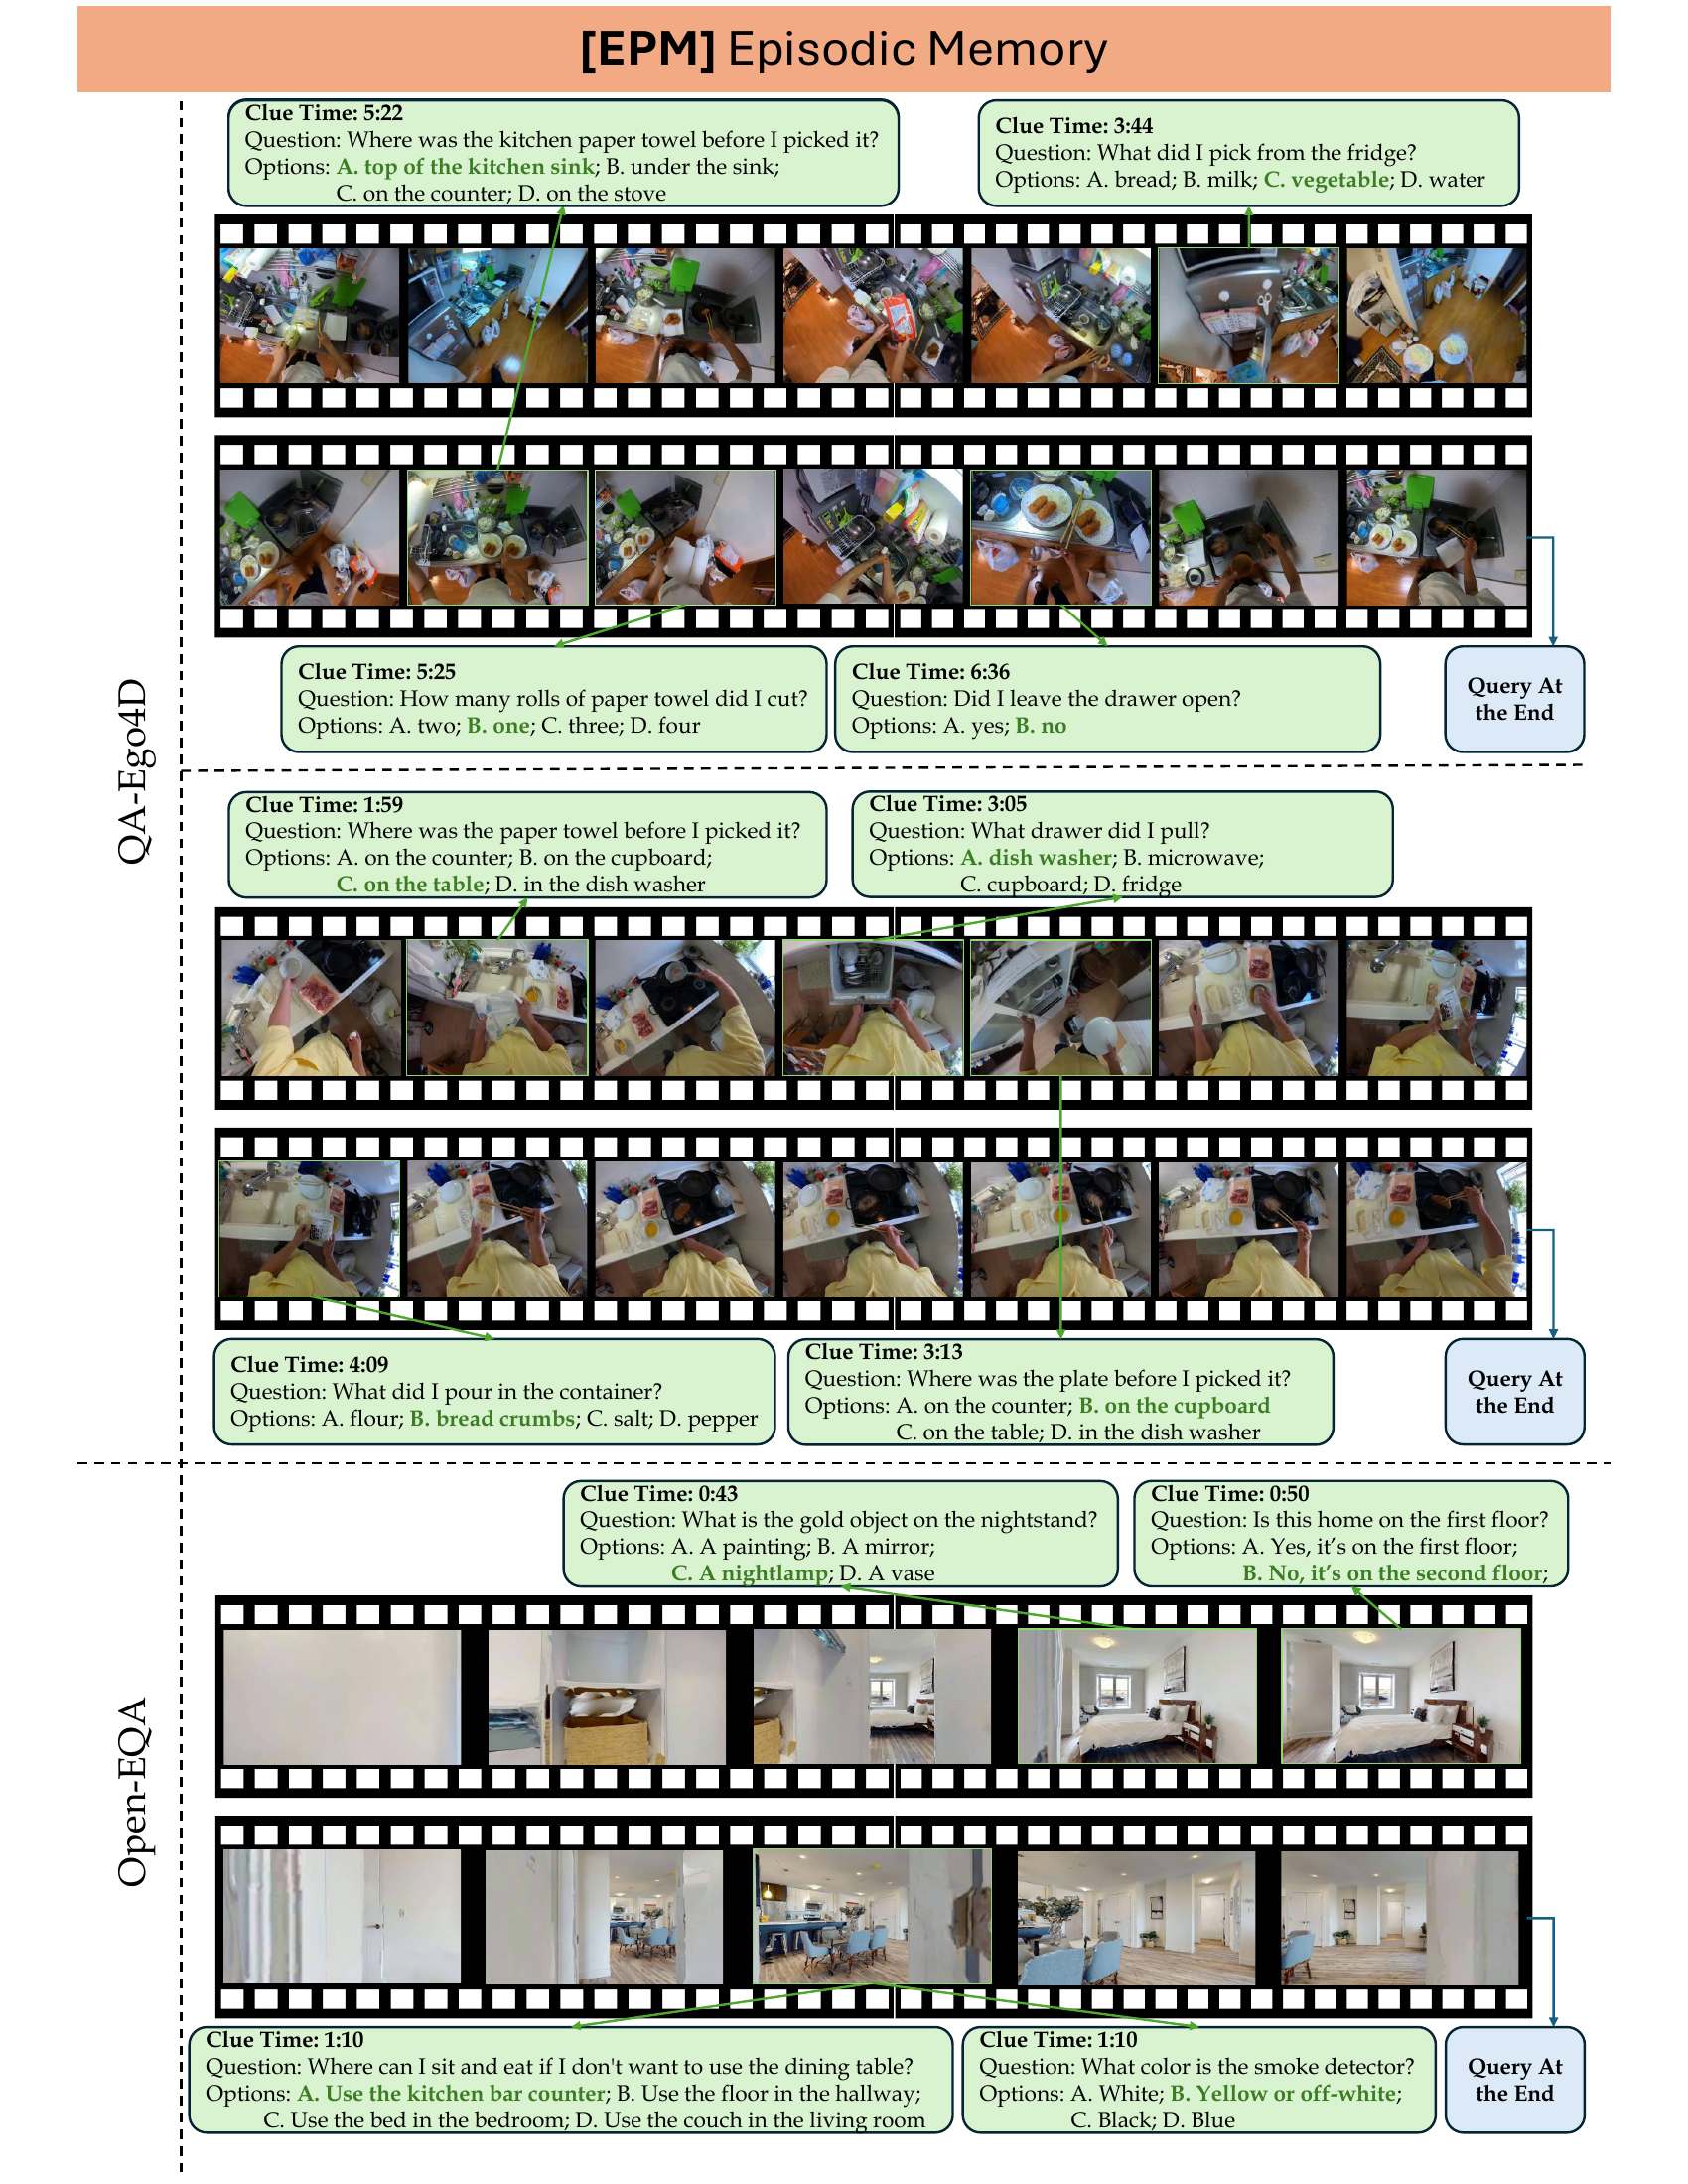 [EPM] Episodic Memory
Clue Time: 5:22
Question: Where was the kitchen paper towel before I picked it?
Options: A. top of the kitchen sink; B. under the sink;
C. on the counter; D. on the stove
Clue Time: 3:44
Question: What did I pick from the fridge?
Options: A. bread; B. milk; C. vegetable; D. water
QA-Ego4D
Clue Time: 5:25
Question: How many rolls of paper towel did I cut?
Options: A. two; B. one; C. three; D. four
Clue Time: 6:36
Question: Did I leave the drawer open?
Options: A. yes; B. no
Query At
the End
Clue Time: 1:59
Question: Where was the paper towel before I picked it?
Options: A. on the counter; B. on the cupboard;
C. on the table; D. in the dish washer
Clue Time: 3:05
Question: What drawer did I pull?
Options: A. dish washer; B. microwave;
C. cupboard; D. fridge
Clue Time: 4:09
Question: What did I pour in the container?
Options: A. flour; B. bread crumbs; C. salt; D. pepper
Clue Time: 3:13
Question: Where was the plate before I picked it?
Options: A. on the counter; B. on the cupboard
C. on the table; D. in the dish washer
Query At
the End
Open-EQA
Clue Time: 0:43
Question: What is the gold object on the nightstand?
Options: A. A painting; B. A mirror;
C. A nightlamp; D. A vase
Clue Time: 0:50
Question: Is this home on the first floor?
Options: A. Yes, it’s on the first floor;
B. No, it’s on the second floor;
Clue Time: 1:10
Question: Where can I sit and eat if I don't want to use the dining table?
Options: A. Use the kitchen bar counter; B. Use the floor in the hallway;
C. Use the bed in the bedroom; D. Use the couch in the living room
Clue Time: 1:10
Question: What color is the smoke detector?
Options: A. White; B. Yellow or off-white;
C. Black; D. Blue
Query At
the End